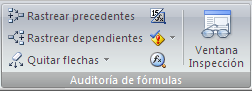 Rastrear precedentes
Rastrear dependientes
Quitar flechas
Ventana
Inspección
Auditoría de fórmulas